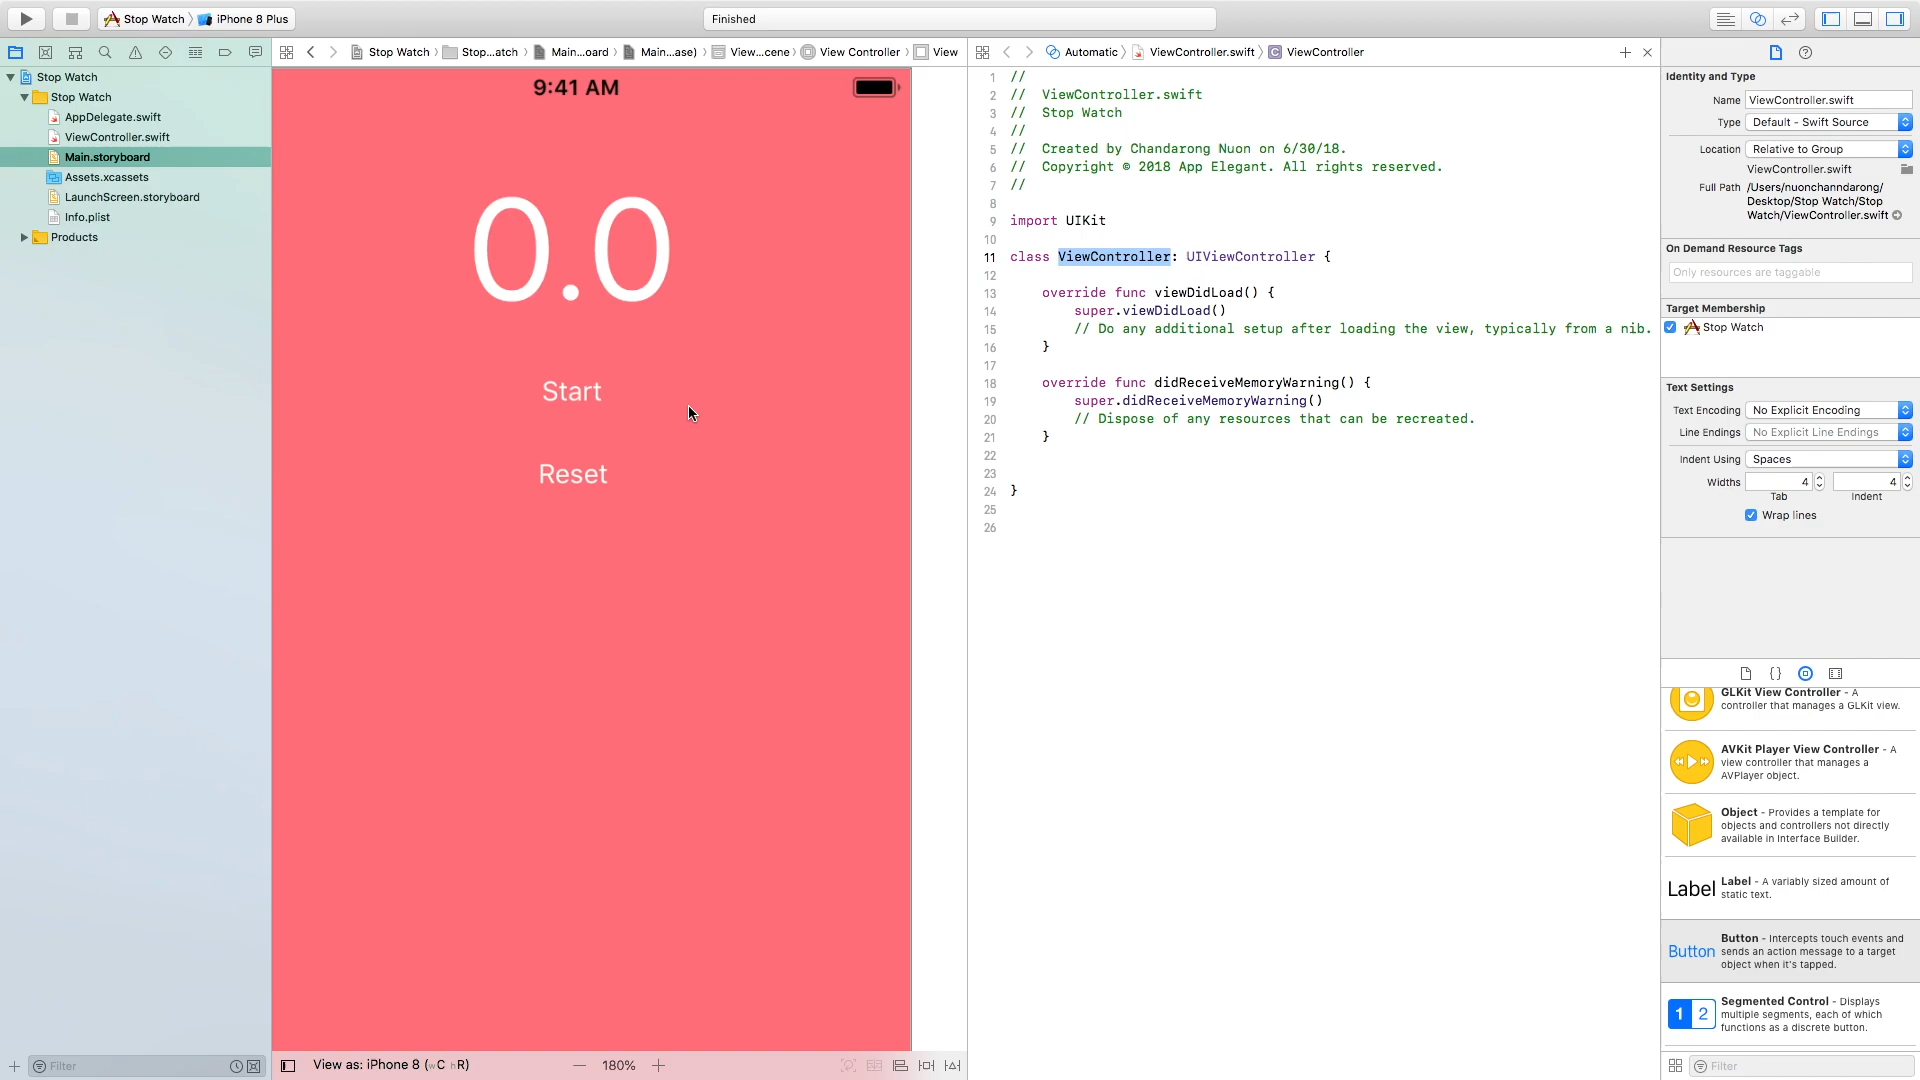 Stop Watch
iPhone 8 Plus
Finished
Stop Watch
Stop...atch
Main...oard
Main...ase)
View...cene
View Controller
View
Automatic
ViewController.swift
ViewController
Stop Watch
Stop Watch
AppDelegate.swift
ViewController.swift
Main.storyboard
Assets.xcassets
LaunchScreen.storyboard
Info.plist
Products
Filter
9:41 AM
0.0
Start
Reset
View as: iPhone 8 (wC hR)
180%
1 //
2 //  ViewController.swift
3 //  Stop Watch
4 //
5 //  Created by Chandarong Nuon on 6/30/18.
6 //  Copyright © 2018 App Elegant. All rights reserved.
7 //
8
9 import UIKit
10
11 class ViewController: UIViewController {
12
13     override func viewDidLoad() {
14         super.viewDidLoad()
15         // Do any additional setup after loading the view, typically from a nib.
16     }
17
18     override func didReceiveMemoryWarning() {
19         super.didReceiveMemoryWarning()
20         // Dispose of any resources that can be recreated.
21     }
22
23
24 }
25
26
Identity and Type
Name ViewController.swift
Type Default - Swift Source
Location Relative to Group
ViewController.swift
Full Path /Users/nuonchanndarong/
Desktop/Stop Watch/Stop
Watch/ViewController.swift
On Demand Resource Tags
Only resources are taggable
Target Membership
Stop Watch
Text Settings
Text Encoding No Explicit Encoding
Line Endings No Explicit Line Endings
Indent Using Spaces
Widths 4 4
Tab Indent
Wrap lines
GLKit View Controller - A
controller that manages a GLKit view.
AVKit Player View Controller - A
view controller that manages a
AVPlayer object.
Object - Provides a template for
objects and controllers not directly
available in Interface Builder.
Label
Label - A variably sized amount of
static text.
Button
Button - Intercepts touch events and
sends an action message to a target
object when it's tapped.
1 2
Segmented Control - Displays
multiple segments, each of which
functions as a discrete button.
Filter